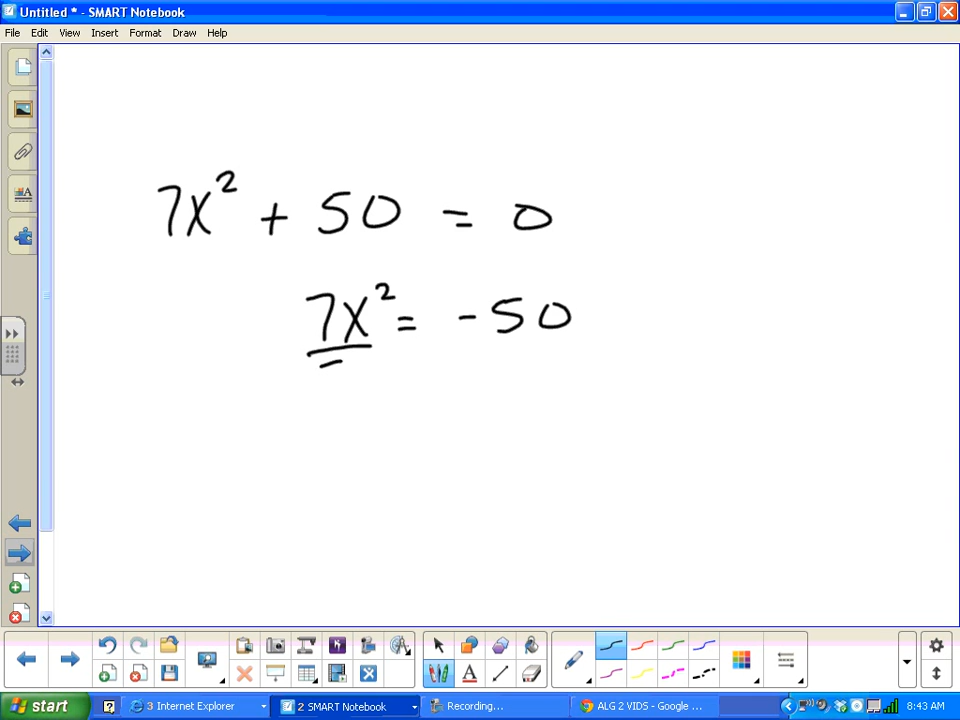 Untitled * - SMART Notebook
File Edit View Insert Format Draw Help
7x² + 50 = 0
7x² = -50
start
3 Internet Explorer
2 SMART Notebook
Recording...
ALG 2 VIDS - Google ...
8:43 AM